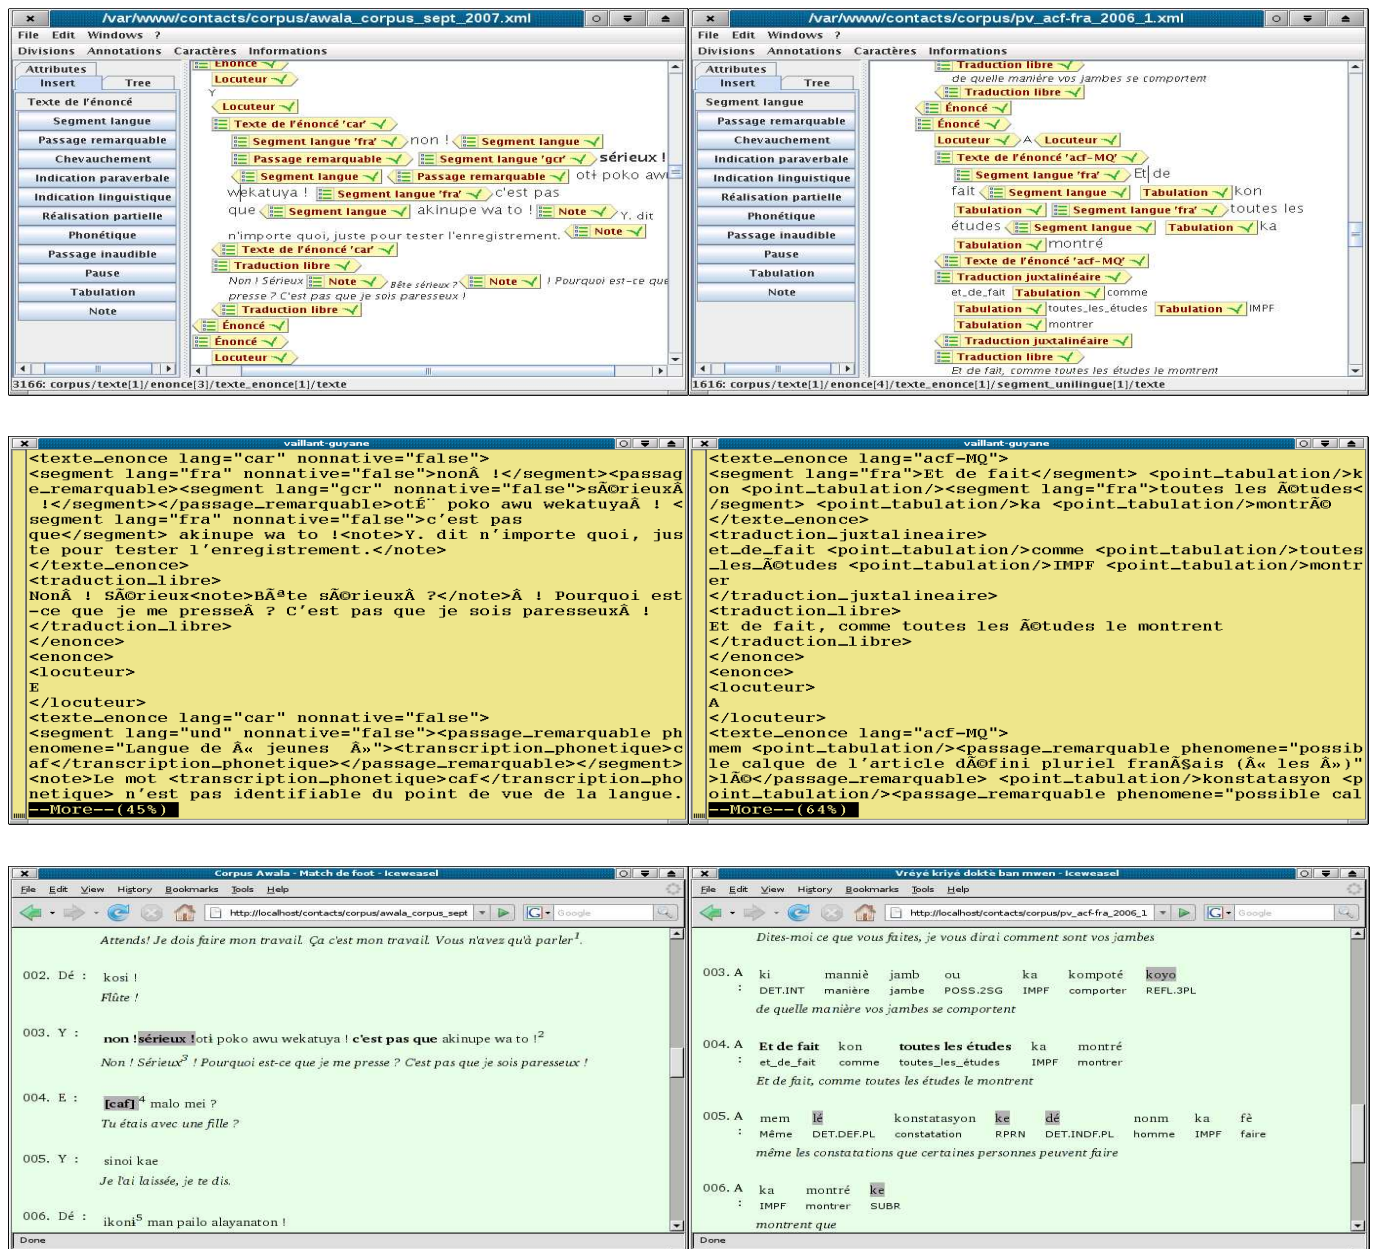 /var/www/contacts/corpus/awala_corpus_sept_2007.xml
File Edit Windows ?
Divisions Annotations Caractères Informations
Attributes
Insert Tree
Texte de l'énoncé
Segment langue
Passage remarquable
Chevauchement
Indication paraverbale
Indication linguistique
Réalisation partielle
Phonétique
Passage inaudible
Pause
Tabulation
Note
Énoncé
Locuteur
Y
Locuteur
Texte de l'énoncé 'car'
Segment langue 'fra' non ! Segment langue
Passage remarquable Segment langue 'gcr' sérieux !
Segment langue Passage remarquable otɨ poko awu
wekatuya ! Segment langue 'fra' c'est pas
que Segment langue akinupe wa to ! Note Y. dit
n'importe quoi, juste pour tester l'enregistrement. Note
Texte de l'énoncé 'car'
Traduction libre
Non ! Sérieux Note Bête sérieux ? Note ! Pourquoi est-ce que
presse ? C'est pas que je sois paresseux !
Traduction libre
Énoncé
Énoncé
Locuteur
3166: corpus/texte[1]/enonce[3]/texte_enonce[1]/texte
/var/www/contacts/corpus/pv_acf-fra_2006_1.xml
File Edit Windows ?
Divisions Annotations Caractères Informations
Attributes
Insert Tree
Segment langue
Passage remarquable
Chevauchement
Indication paraverbale
Indication linguistique
Réalisation partielle
Phonétique
Passage inaudible
Pause
Tabulation
Note
Traduction libre
de quelle manière vos jambes se comportent
Traduction libre
Énoncé
Énoncé
Locuteur A Locuteur
Texte de l'énoncé 'acf-MQ'
Segment langue 'fra' Et de
fait Segment langue Tabulation kon
Tabulation Segment langue 'fra' toutes les
études Segment langue Tabulation ka
Tabulation montré
Texte de l'énoncé 'acf-MQ'
Traduction juxtalinéaire
et_de_fait Tabulation comme
Tabulation toutes_les_études Tabulation IMPF
Tabulation montrer
Traduction juxtalinéaire
Traduction libre
Et de fait, comme toutes les études le montrent
1616: corpus/texte[1]/enonce[4]/texte_enonce[1]/segment_unilingue[1]/texte
vaillant-guyane
<texte_enonce lang="car" nonnative="false">
<segment lang="fra" nonnative="false">nonÂ !</segment><passag
e_remarquable><segment lang="gcr" nonnative="false">sÃ©rieuxÂ
!</segment></passage_remarquable>otÉ¨ poko awu wekatuyaÂ ! <
segment lang="fra" nonnative="false">c'est pas
que</segment> akinupe wa to !<note>Y. dit n'importe quoi, jus
te pour tester l'enregistrement.</note>
</texte_enonce>
<traduction_libre>
NonÂ ! SÃ©rieux<note>BÃªte sÃ©rieuxÂ ?</note>Â ! Pourquoi est
-ce que je me presseÂ ? C'est pas que je sois paresseuxÂ !
</traduction_libre>
</enonce>
<enonce>
<locuteur>
E
</locuteur>
<texte_enonce lang="car" nonnative="false">
<segment lang="und" nonnative="false"><passage_remarquable ph
enomene="Langue de Â« jeunes  Â»"><transcription_phonetique>c
af</transcription_phonetique></passage_remarquable></segment>
<note>Le mot <transcription_phonetique>caf</transcription_pho
netique> n'est pas identifiable du point de vue de la langue.
--More--(45%)
vaillant-guyane
<texte_enonce lang="acf-MQ">
<segment lang="fra">Et de fait</segment> <point_tabulation/>k
on <point_tabulation/><segment lang="fra">toutes les Ã©tudes<
/segment> <point_tabulation/>ka <point_tabulation/>montrÃ©
</texte_enonce>
<traduction_juxtalineaire>
et_de_fait <point_tabulation/>comme <point_tabulation/>toutes
_les_Ã©tudes <point_tabulation/>IMPF <point_tabulation/>montr
er
</traduction_juxtalineaire>
<traduction_libre>
Et de fait, comme toutes les Ã©tudes le montrent
</traduction_libre>
</enonce>
<enonce>
<locuteur>
A
</locuteur>
<texte_enonce lang="acf-MQ">
mem <point_tabulation/><passage_remarquable phenomene="possib
le calque de l'article dÃ©fini pluriel franÃ§ais (Â« les Â»)"
>lÃ©</passage_remarquable> <point_tabulation/>konstatasyon <p
oint_tabulation/><passage_remarquable phenomene="possible cal
--More--(64%)
Corpus Awala - Match de foot - Iceweasel
File Edit View History Bookmarks Tools Help
http://localhost/contacts/corpus/awala_corpus_sept Google
Attends! Je dois faire mon travail. Ça c'est mon travail. Vous n'avez qu'à parler1.
002. Dé : kosi !
Flûte !
003. Y : non !sérieux !otɨ poko awu wekatuya ! c'est pas que akinupe wa to !2
Non ! Sérieux3 ! Pourquoi est-ce que je me presse ? C'est pas que je sois paresseux !
004. E : [caf]4 malo mei ?
Tu étais avec une fille ?
005. Y : sinoi kae
Je l'ai laissée, je te dis.
006. Dé : ikonɨ5 man pailo alayanaton !
Done
Vréyé kriyé doktè ban mwen - Iceweasel
File Edit View History Bookmarks Tools Help
http://localhost/contacts/corpus/pv_acf-fra_2006_1 Google
Dites-moi ce que vous faites, je vous dirai comment sont vos jambes
003. A : ki manniè jamb ou ka kompoté koyo
DET.INT manière jambe POSS.2SG IMPF comporter REFL.3PL
de quelle manière vos jambes se comportent
004. A : Et de fait kon toutes les études ka montré
et_de_fait comme toutes_les_études IMPF montrer
Et de fait, comme toutes les études le montrent
005. A : mem lé konstatasyon ke dé nonm ka fè
Même DET.DEF.PL constatation RPRN DET.INDF.PL homme IMPF faire
même les constatations que certaines personnes peuvent faire
006. A : ka montré ke
IMPF montrer SUBR
montrent que
Done